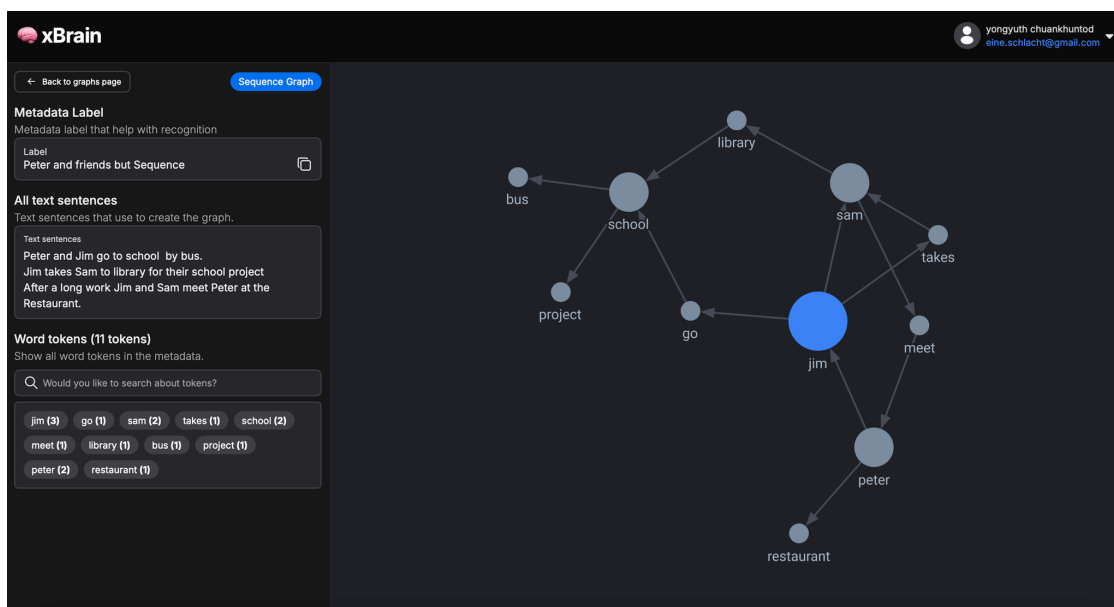 xBrain
yongyuth chuankhuntod
eine.schlacht@gmail.com
← Back to graphs page
Sequence Graph
Metadata Label
Metadata label that help with recognition
Label
Peter and friends but Sequence
All text sentences
Text sentences that use to create the graph.
Text sentences
Peter and Jim go to school  by bus.
Jim takes Sam to library for their school project
After a long work Jim and Sam meet Peter at the
Restaurant.
Word tokens (11 tokens)
Show all word tokens in the metadata.
Would you like to search about tokens?
jim (3) go (1) sam (2) takes (1) school (2)
meet (1) library (1) bus (1) project (1)
peter (2) restaurant (1)
library
bus
school
sam
takes
project
go
meet
jim
peter
restaurant